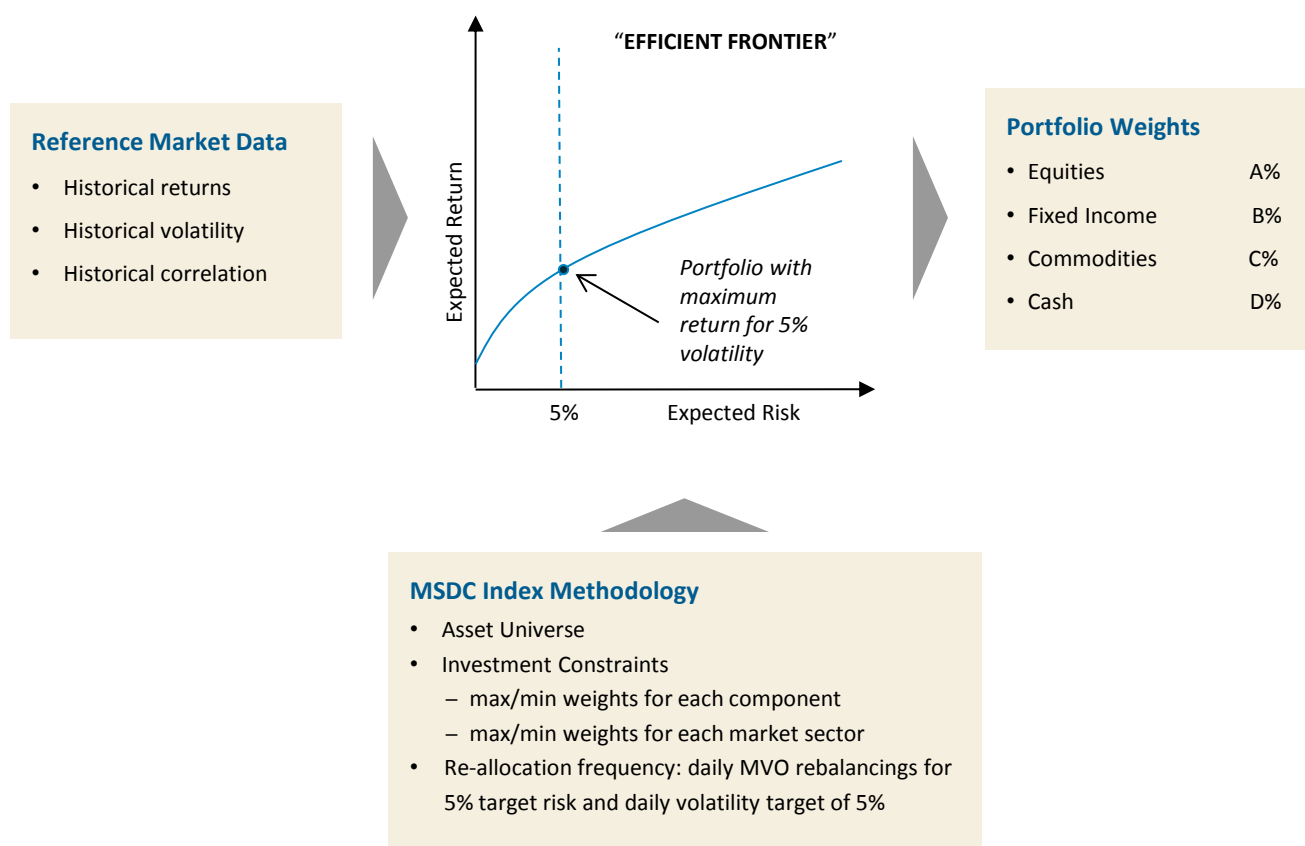 “EFFICIENT FRONTIER”
Reference Market Data
• Historical returns
• Historical volatility
• Historical correlation
Expected Return
Portfolio with
maximum
return for 5%
volatility
5%
Expected Risk
Portfolio Weights
• Equities A%
• Fixed Income B%
• Commodities C%
• Cash D%
MSDC Index Methodology
• Asset Universe
• Investment Constraints
– max/min weights for each component
– max/min weights for each market sector
• Re-allocation frequency: daily MVO rebalancings for
5% target risk and daily volatility target of 5%